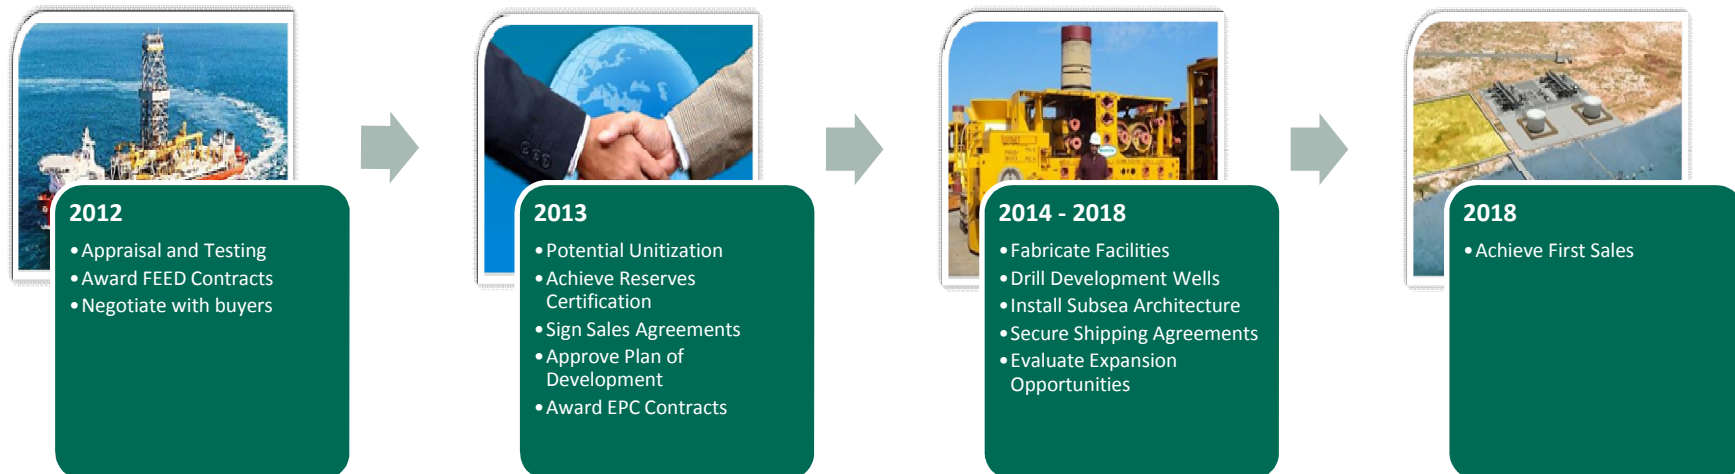 2012
• Appraisal and Testing
• Award FEED Contracts
• Negotiate with buyers
2013
• Potential Unitization
• Achieve Reserves
Certification
• Sign Sales Agreements
• Approve Plan of
Development
• Award EPC Contracts
2014 - 2018
• Fabricate Facilities
• Drill Development Wells
• Install Subsea Architecture
• Secure Shipping Agreements
• Evaluate Expansion
Opportunities
2018
• Achieve First Sales